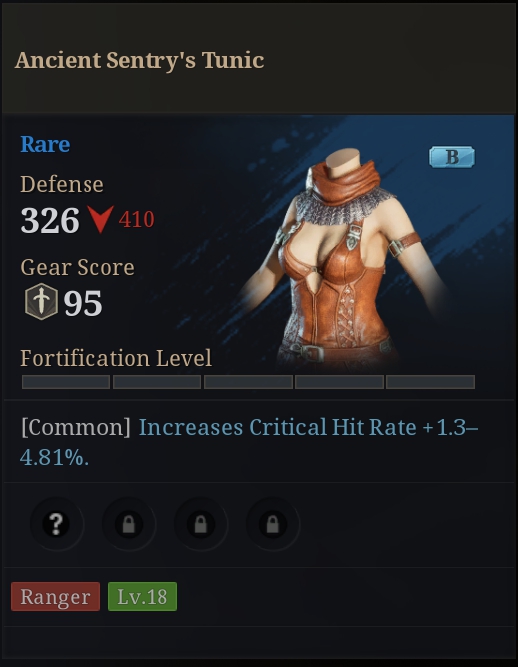 Ancient Sentry's Tunic
Rare
B
Defense
326 410
Gear Score
95
Fortification Level
[Common] Increases Critical Hit Rate +1.3–
4.81%.
?
Ranger Lv.18